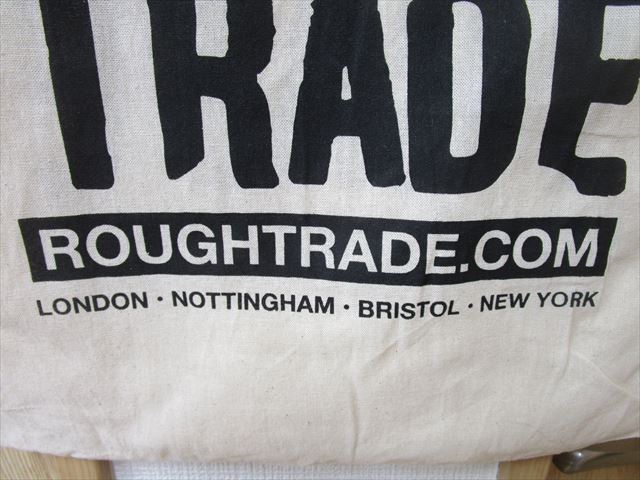 TRADE
ROUGHTRADE.COM
LONDON · NOTTINGHAM · BRISTOL · NEW YORK